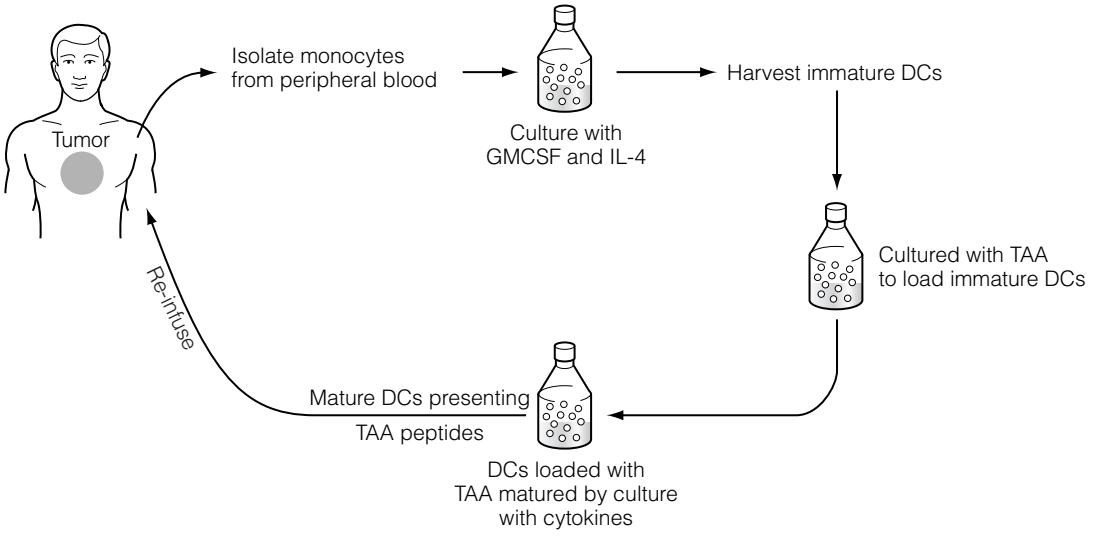 Tumor
Isolate monocytes
from peripheral blood
Culture with
GMCSF and IL-4
Harvest immature DCs
Cultured with TAA
to load immature DCs
DCs loaded with
TAA matured by culture
with cytokines
Mature DCs presenting
TAA peptides
Re-infuse